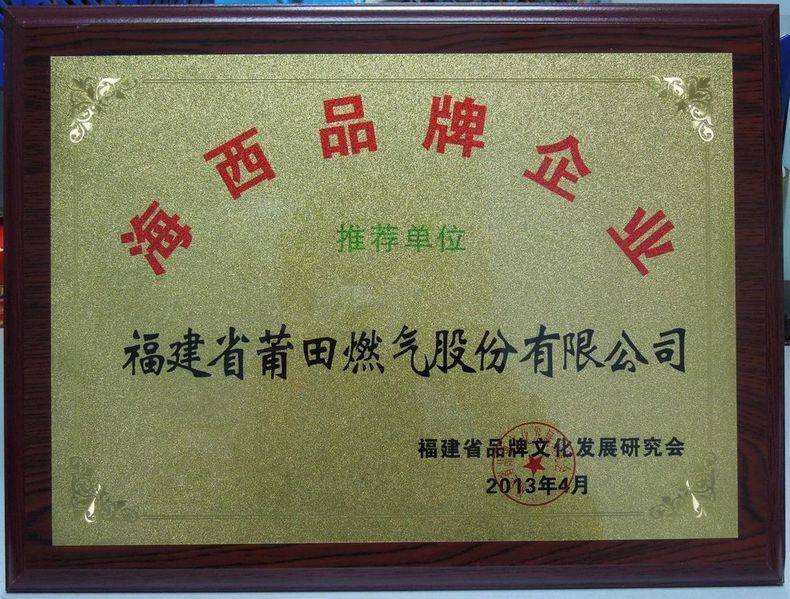 海西品牌企业
推荐单位
福建省莆田燃气股份有限公司
福建省品牌文化发展研究会
2013年4月